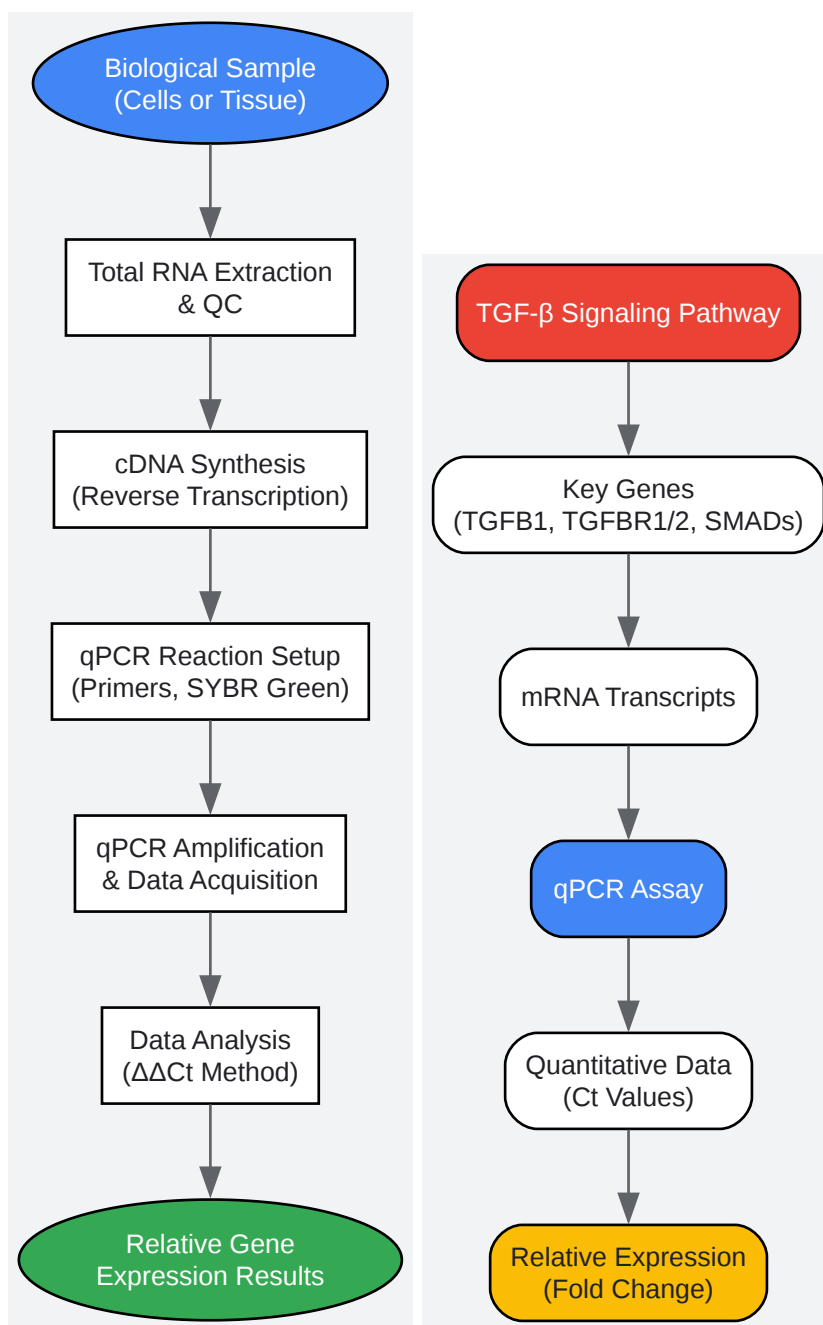 Biological Sample
(Cells or Tissue)
Total RNA Extraction
& QC
cDNA Synthesis
(Reverse Transcription)
qPCR Reaction Setup
(Primers, SYBR Green)
qPCR Amplification
& Data Acquisition
Data Analysis
(ΔΔCt Method)
Relative Gene
Expression Results
TGF-β Signaling Pathway
Key Genes
(TGFB1, TGFBR1/2, SMADs)
mRNA Transcripts
qPCR Assay
Quantitative Data
(Ct Values)
Relative Expression
(Fold Change)